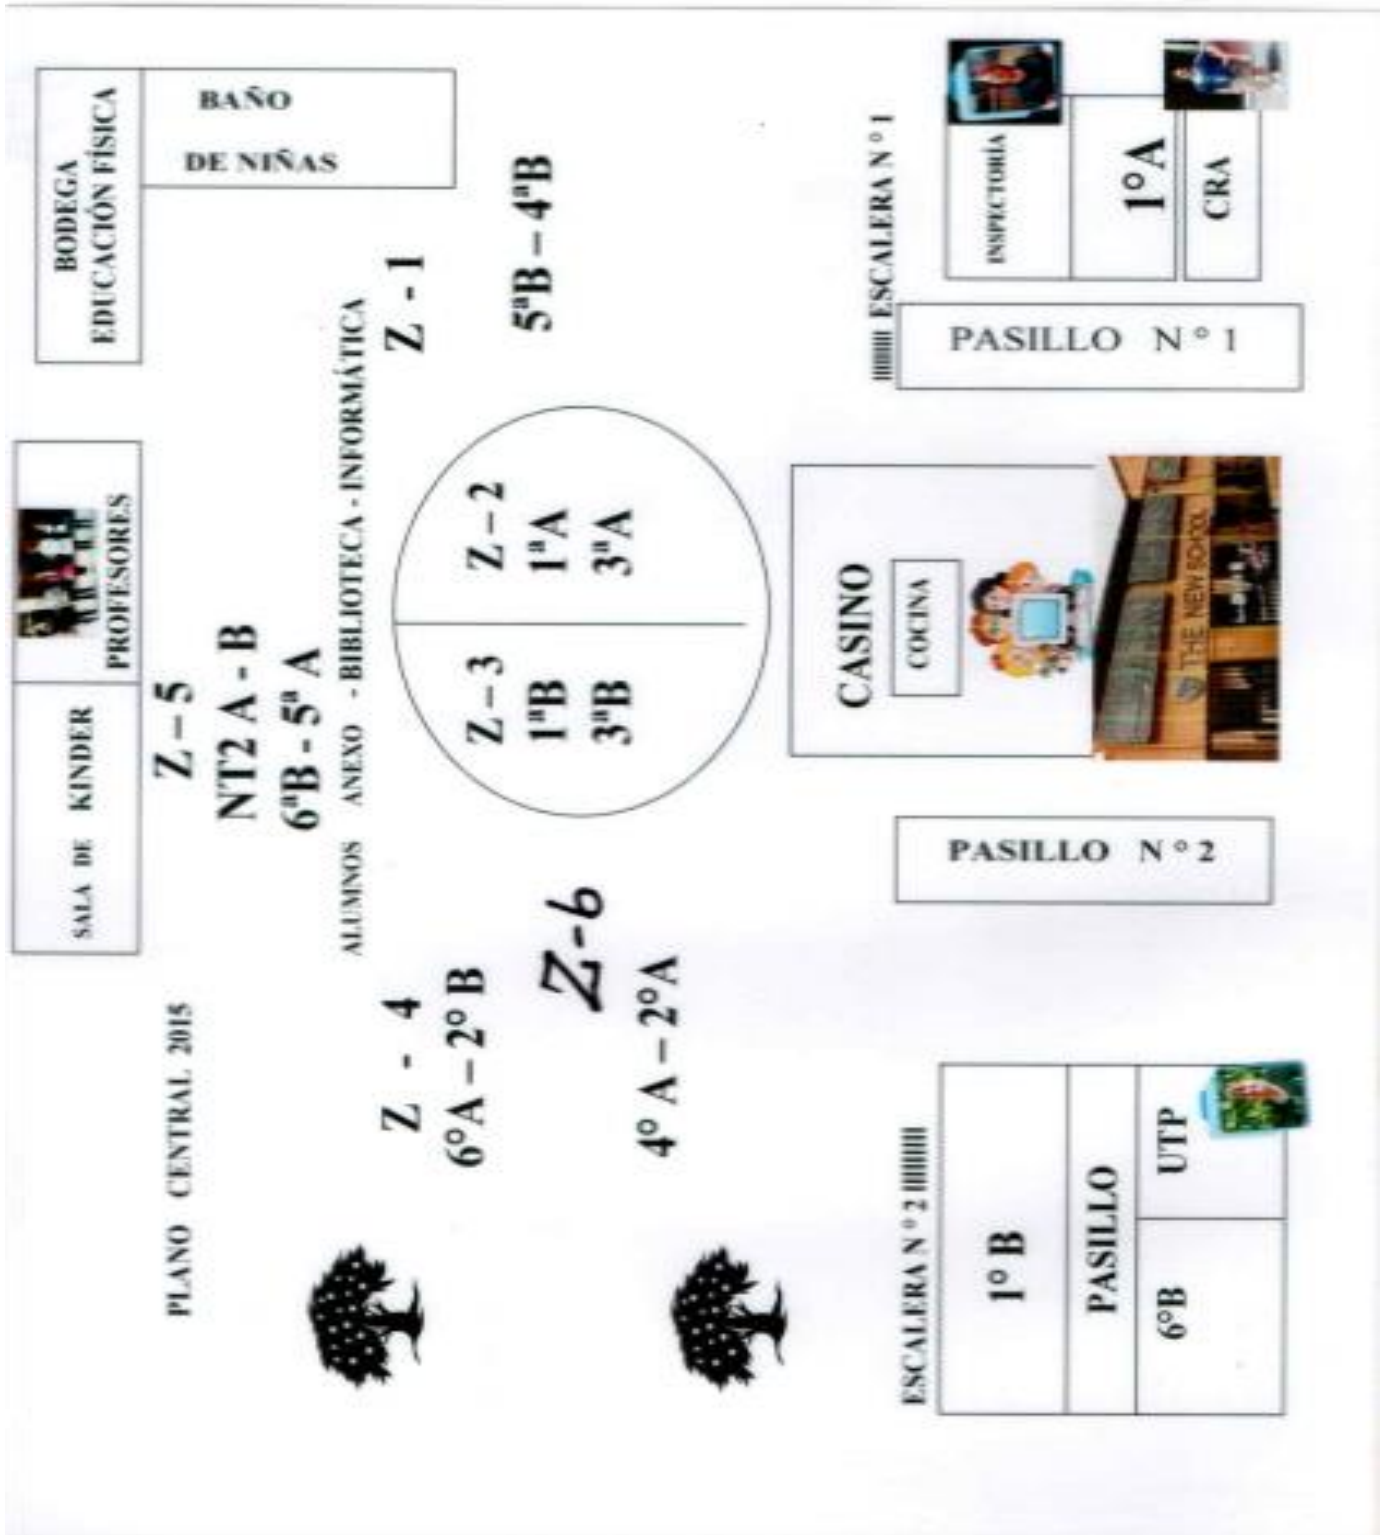 PLANO CENTRAL 2015
SALA DE KINDER
PROFESORES
BODEGA
EDUCACIÓN FÍSICA
BAÑO
DE NIÑAS
Z – 5
NT2 A - B
6ªB - 5ª A
ALUMNOS ANEXO - BIBLIOTECA - INFORMÁTICA
Z - 4
6º A – 2º B
Z-6
4º A – 2ºA
Z – 3
1ªB
3ªB
Z – 2
1ªA
3ªA
Z - 1
5ªB – 4ªB
ESCALERA N º 2
1º B
PASILLO
6ºB
UTP
PASILLO N º 2
CASINO
COCINA
THE NEW SCHOOL
ESCALERA N º 1
PASILLO N º 1
INSPECTORÍA
1º A
CRA